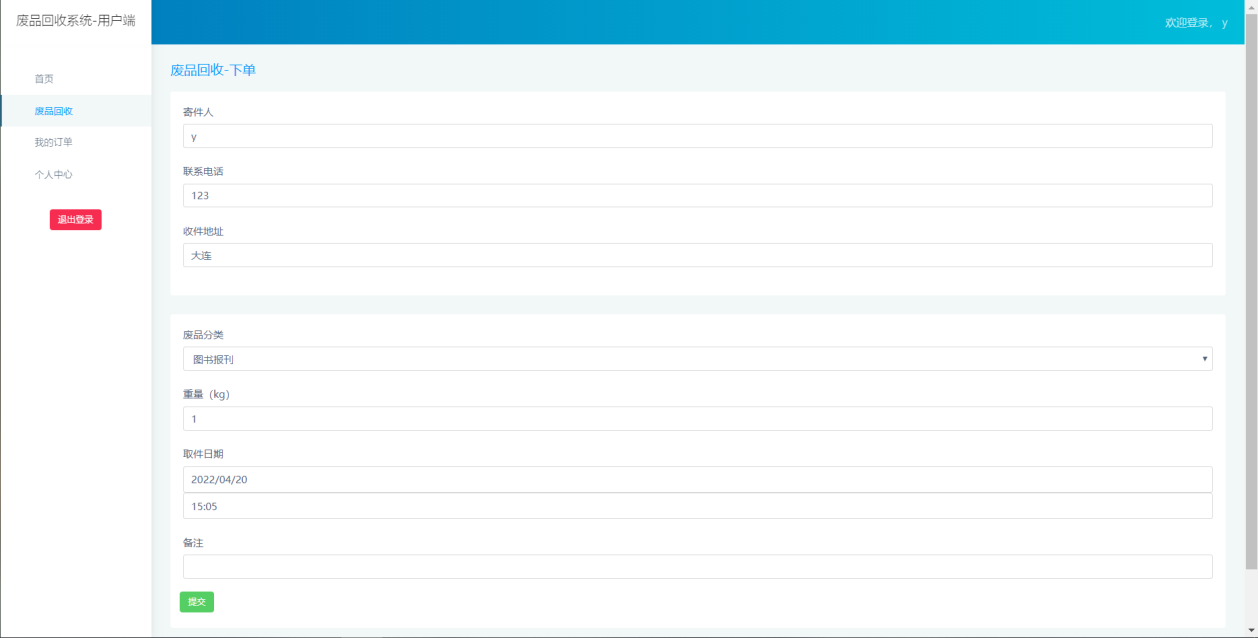 废品回收系统-用户端
欢迎登录， y
首页
废品回收
我的订单
个人中心
退出登录
废品回收-下单
寄件人
y
联系电话
123
收件地址
大连
废品分类
图书报刊
重量（kg）
1
取件日期
2022/04/20
15:05
备注
提交